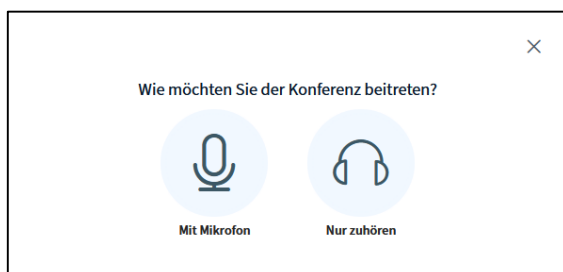 Wie möchten Sie der Konferenz beitreten?
Mit Mikrofon
Nur zuhören